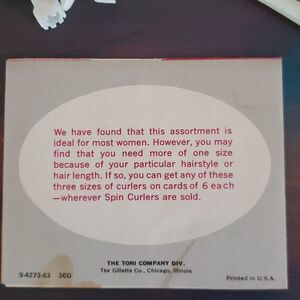 We have found that this assortment is
ideal for most women. However, you may
find that you need more of one size
because of your particular hairstyle or
hair length. If so, you can get any of these
three sizes of curlers on cards of 6 each
—wherever Spin Curlers are sold.
THE TONI COMPANY DIV.
The Gillette Co., Chicago, Illinois
9-4273-63 36D
Printed in U.S.A.